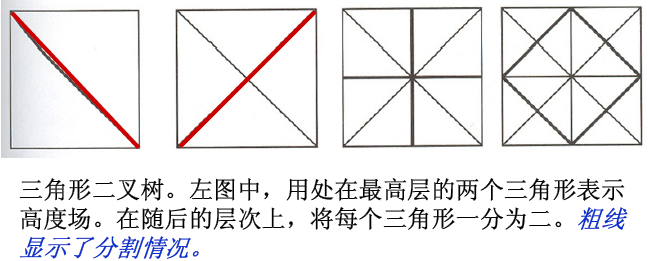 三角形二叉树。左图中，用处在最高层的两个三角形表示
高度场。在随后的层次上，将每个三角形一分为二。粗线
显示了分割情况。